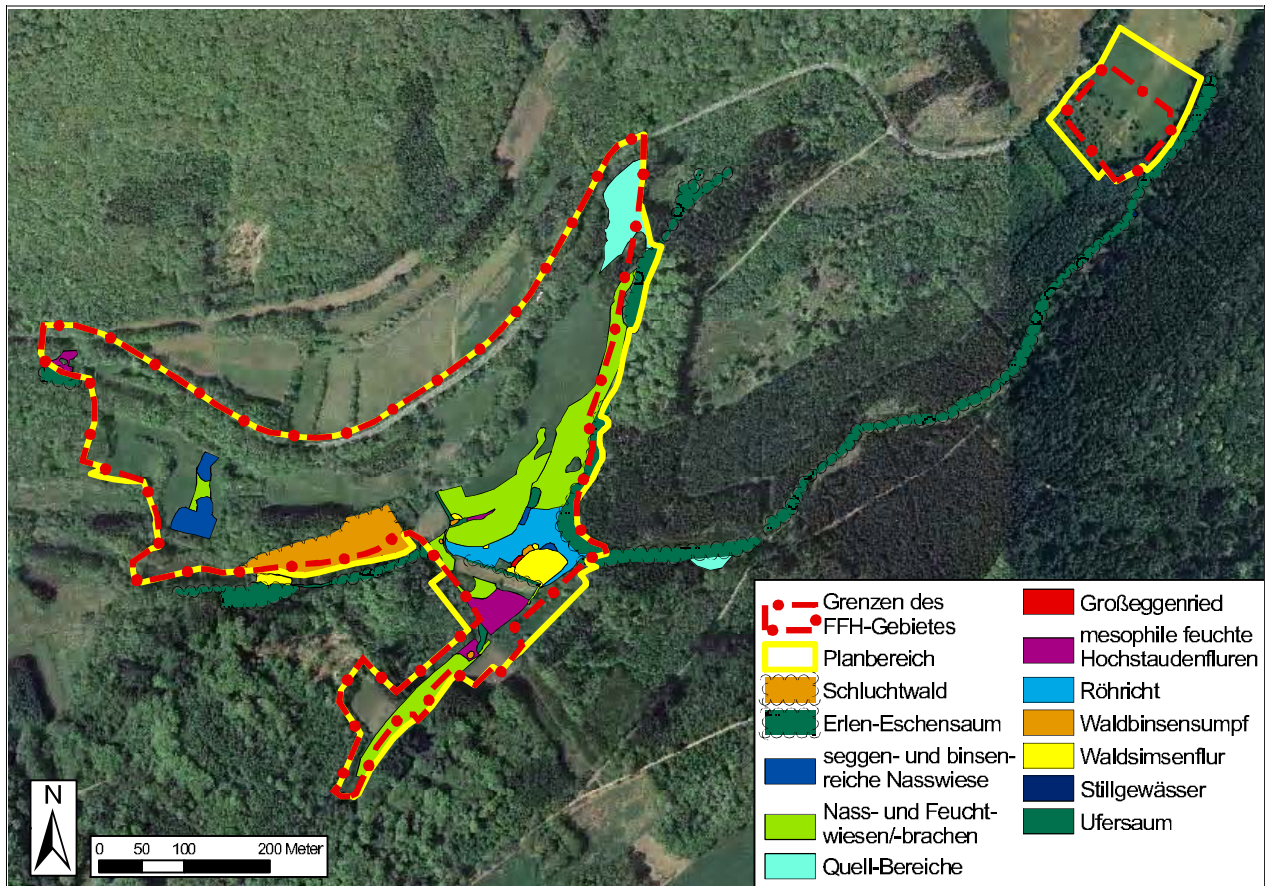 Grenzen des
FFH-Gebietes
Planbereich
Schluchtwald
Erlen-Eschensaum
seggen- und binsen-
reiche Nasswiese
Nass- und Feucht-
wiesen/-brachen
Quell-Bereiche
Großeggenried
mesophile feuchte
Hochstaudenfluren
Röhricht
Waldbinsensumpf
Waldsimsenflur
Stillgewässer
Ufersaum
N
0 50 100 200 Meter